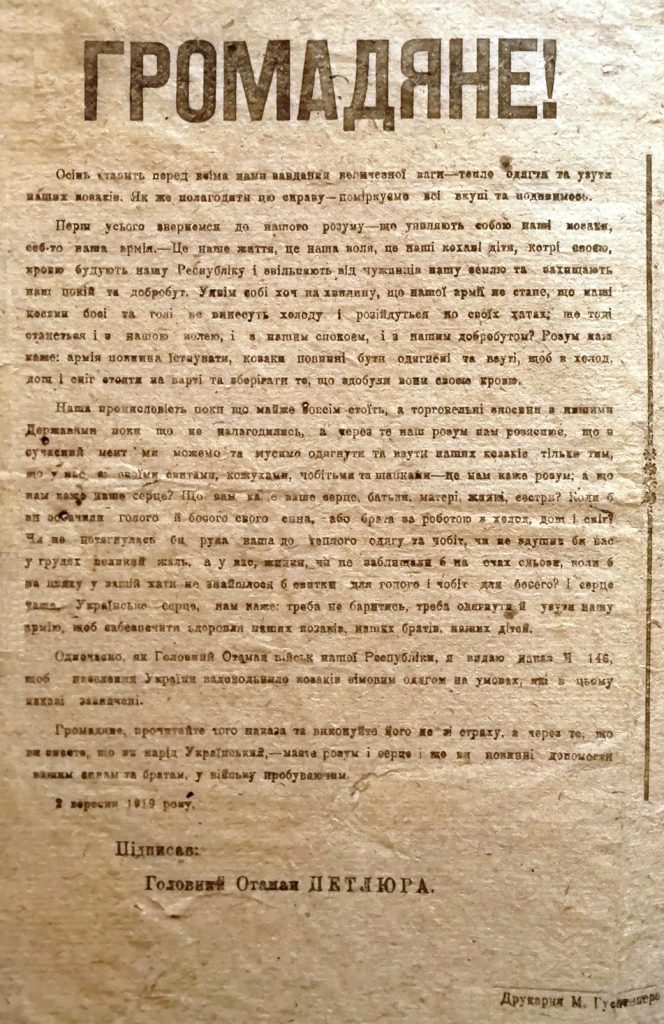 ГРОМАДЯНЕ!
Осінь ставить перед всіма нами завдання величезної ваги—тепло одягти та узути
наших козаків. Як же полагодити цю справу—поміркуємо всі вкупі та подивимось.
Перш усього звернемся до нашого розуму—що уявляють собою наші козаки,
себ-то наша армія.—Це наше життя, це наша воля, це наші кохані діти, котрі своєю,
кровю будують нашу Республіку і звільняють від чужинців нашу землю та захищають
наш покій та добробут. Уявім собі хоч на хвилину, що нашої армії не стане, що наші
козаки босі та голі не винесуть холоду і розійдуться по своїх хатах; що тоді
станеться і з нашою волею, і з нашим спокоєм, і з нашим добробутом? Розум нам
каже: армія повинна існувати, козаки повинні бути одягнені та взуті, щоб в холод,
дощ і сніг стояти на варті та зберігати те, що здобули вони своєю кровю.
Наша промисловість поки що майже зовсім стоїть, а торговельні зносини з іншими
Державами поки що не налагодились, а через те наш розум нам роз'яснює, що в
сучасний мент ми можемо та мусимо одягнути та взути наших козаків тільки тим,
що у нас, своїми свитами, кожухами, чобітьми та шапками—це нам каже розум; а що
нам каже наше серце? Що вам каже ваше серце, батьки, матері, жінки, сестри? Коли б
ви зобачили голого й босого свого сина, або брата за роботою в холод, дощ і сніг?
Чи не потягнулась би рука ваша до теплого одягу та чобіт, чи не здушив би вас
у грудях великий жаль, а у вас, жінки, чи не заблищали б на очах сльози, коли б
на шляху у вашій хати не знайшлося б свитки для голого і чобіт для босого? І серце
наше, Українське серце, нам каже: треба не баритись, треба одягнути й узути нашу
армію, щоб забезпечити здоровля наших козаків, наших братів, наших дітей.
Одночасно, як Головний Отаман військ нашої Республіки, я видаю наказ Ч 146,
щоб населення України задовольнило козаків зімовим одягом на умовах, які в цьому
наказі зазначені.
Громадяне, прочитайте того наказа та виконуйте його не зі страху, а через те, що
ви знаєте, що ви нарід Український,—маєте розум і серце і що ви повинні допомогти
вашим синам та братам, у війську пробуваючим.
2 вересня 1919 року.
Підписав:
Головний Отаман ПЕТЛЮРА.
Друкарня М.